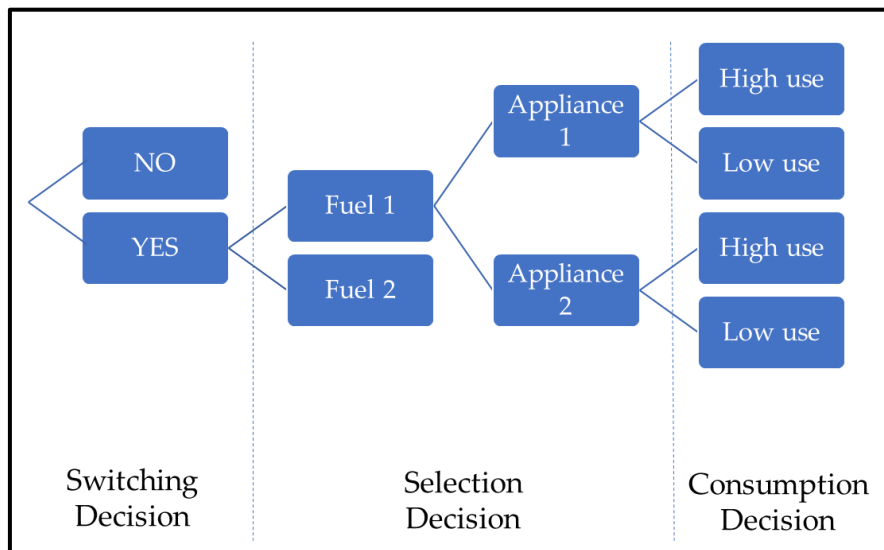 NO
YES
Fuel 1
Fuel 2
Appliance
1
Appliance
2
High use
Low use
High use
Low use
Switching
Decision
Selection
Decision
Consumption
Decision